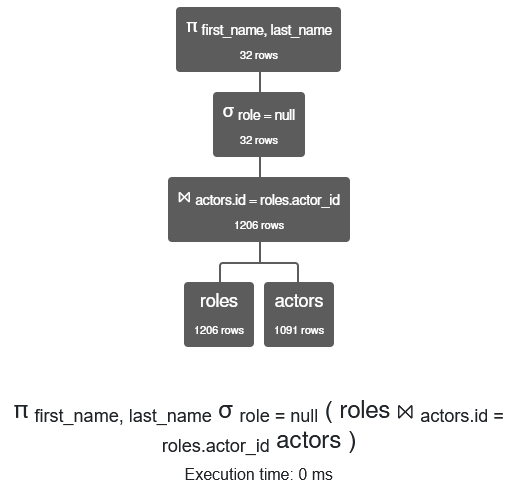 π first_name, last_name
32 rows
σ role = null
32 rows
⋈ actors.id = roles.actor_id
1206 rows
roles actors
1206 rows 1091 rows
π first_name, last_name σ role = null ( roles ⋈ actors.id =
roles.actor_id actors )
Execution time: 0 ms